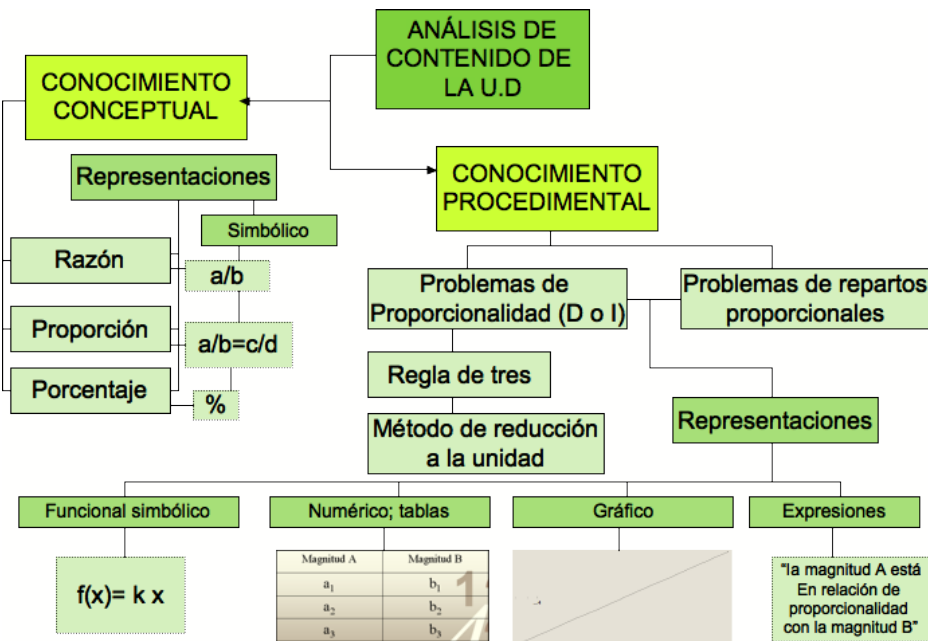 ANÁLISIS DE
CONTENIDO DE
LA U.D
CONOCIMIENTO
CONCEPTUAL
CONOCIMIENTO
PROCEDIMENTAL
Representaciones
Simbólico
Razón
a/b
Proporción
a/b=c/d
Porcentaje
%
Problemas de
Proporcionalidad (D o I)
Problemas de repartos
proporcionales
Regla de tres
Método de reducción
a la unidad
Representaciones
Funcional simbólico
Numérico; tablas
Gráfico
Expresiones
f(x)= k x
Magnitud A Magnitud B
a₁ b₁
a₂ b₂
a₃ b₃
"la magnitud A está
En relación de
proporcionalidad
con la magnitud B"